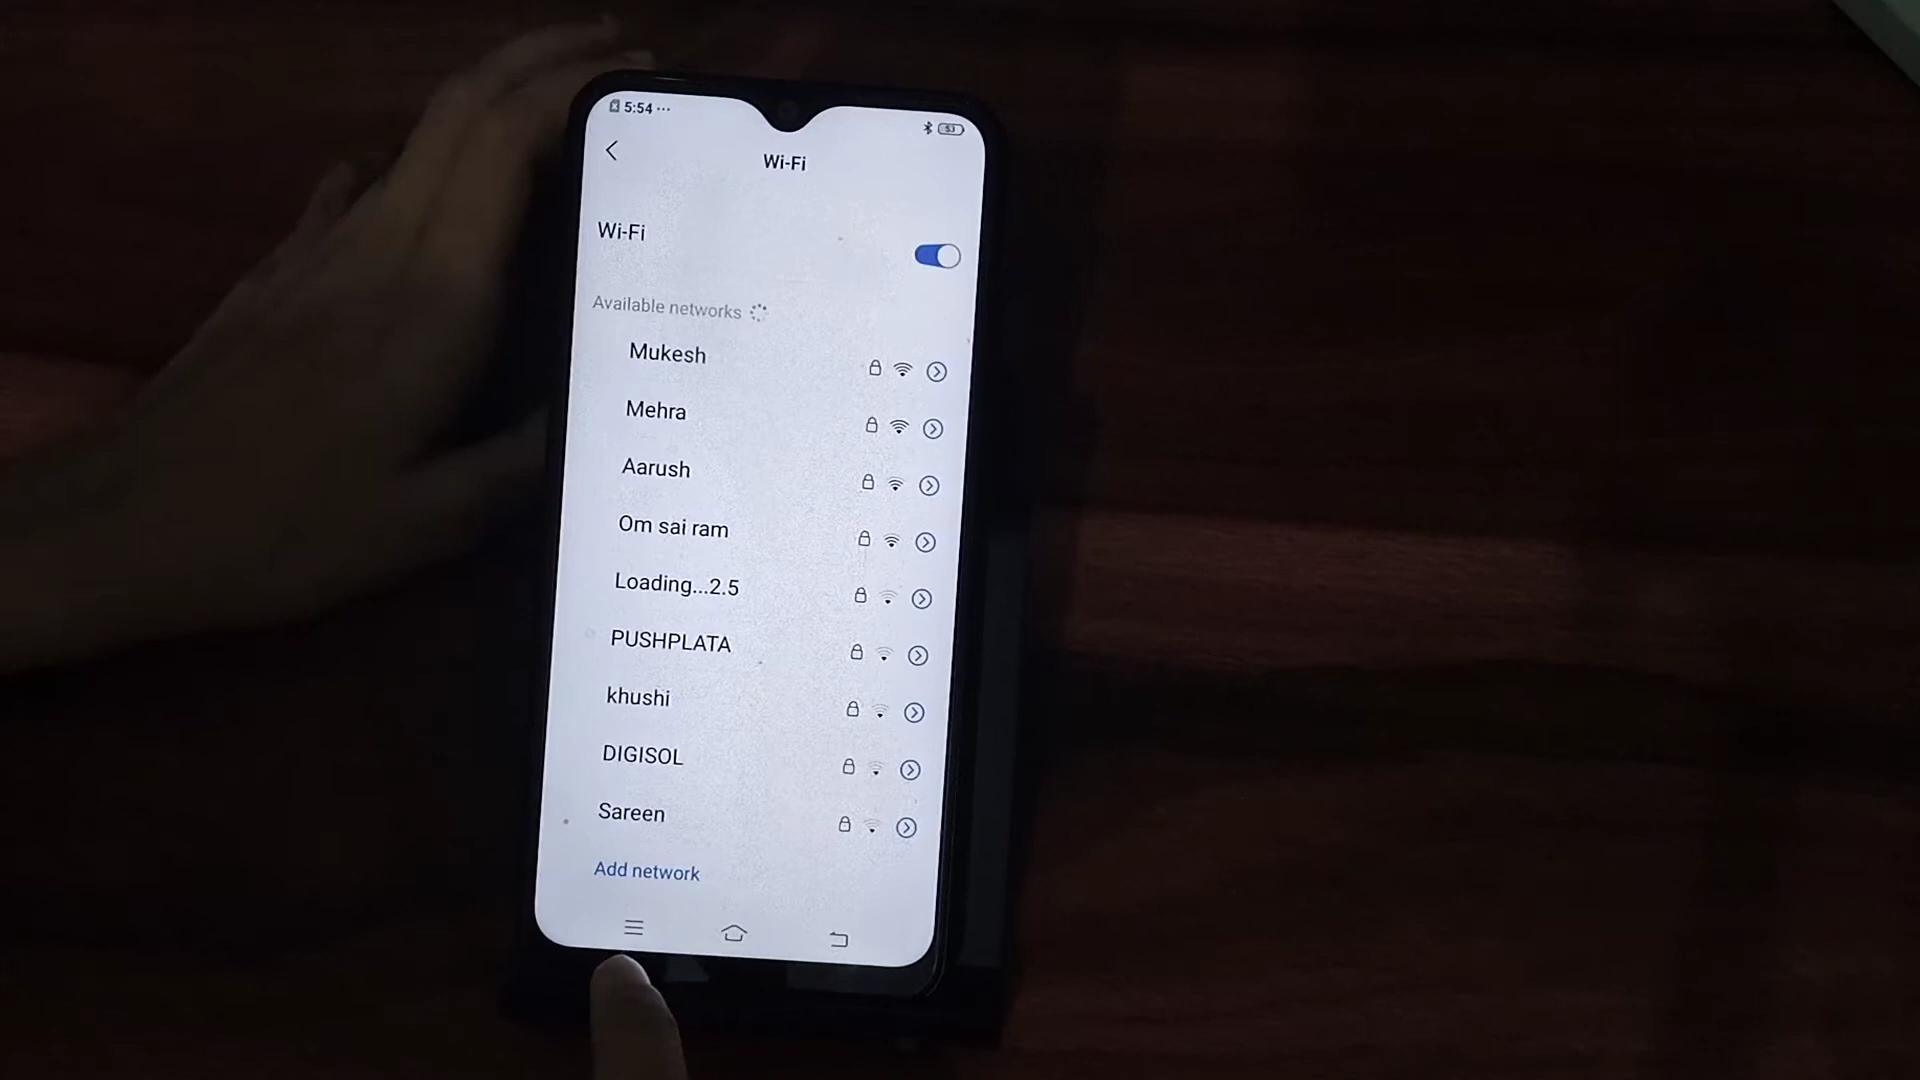 5:54 ...
53
Wi-Fi
Wi-Fi
Available networks
Mukesh
Mehra
Aarush
Om sai ram
Loading...2.5
PUSHPLATA
khushi
DIGISOL
Sareen
Add network